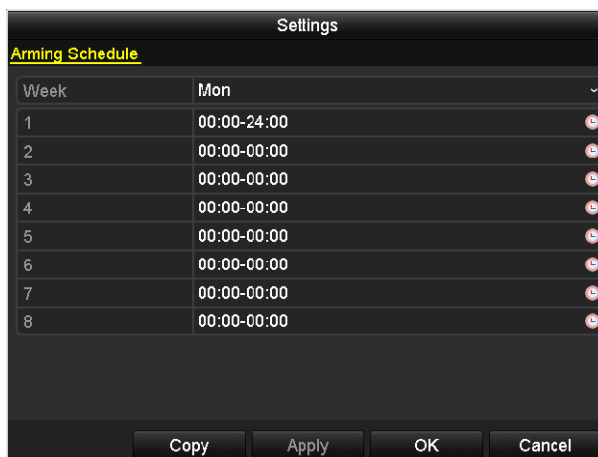 Settings
Arming Schedule
Week Mon
1 00:00-24:00
2 00:00-00:00
3 00:00-00:00
4 00:00-00:00
5 00:00-00:00
6 00:00-00:00
7 00:00-00:00
8 00:00-00:00
Copy Apply OK Cancel